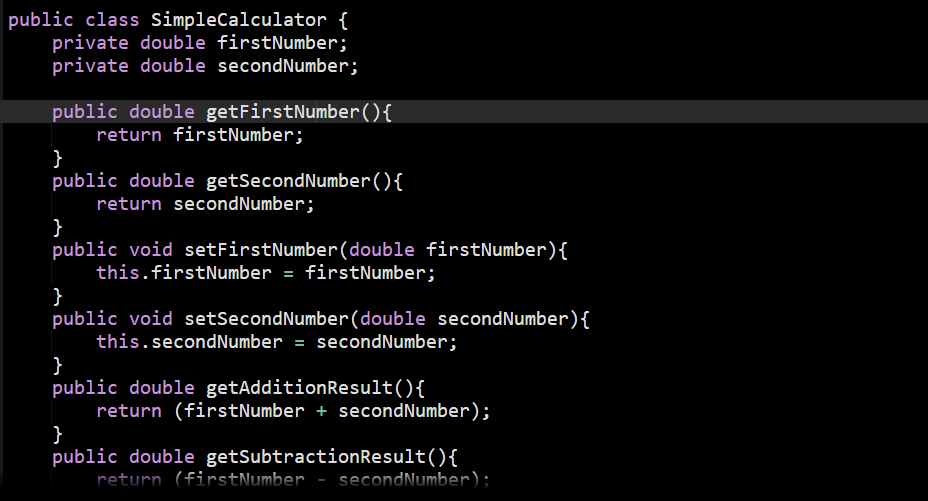 public class SimpleCalculator {
    private double firstNumber;
    private double secondNumber;

    public double getFirstNumber(){
        return firstNumber;
    }
    public double getSecondNumber(){
        return secondNumber;
    }
    public void setFirstNumber(double firstNumber){
        this.firstNumber = firstNumber;
    }
    public void setSecondNumber(double secondNumber){
        this.secondNumber = secondNumber;
    }
    public double getAdditionResult(){
        return (firstNumber + secondNumber);
    }
    public double getSubtractionResult(){
        return (firstNumber - secondNumber);